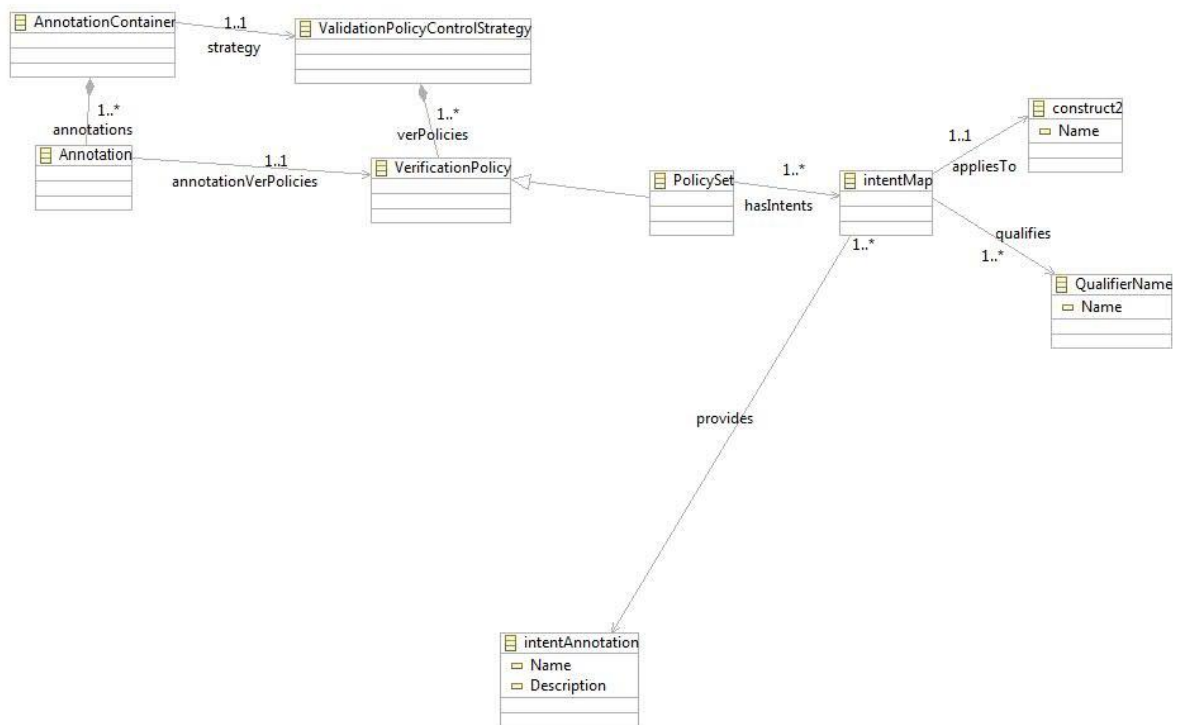 AnnotationContainer
1..1
strategy
ValidationPolicyControlStrategy
1..*
annotations
1..*
verPolicies
Annotation
1..1
annotationVerPolicies
VerificationPolicy
PolicySet
1..*
hasIntents
intentMap
1..1
appliesTo
construct2
Name
qualifies
1..*
QualifierName
Name
1..*
provides
intentAnnotation
Name
Description